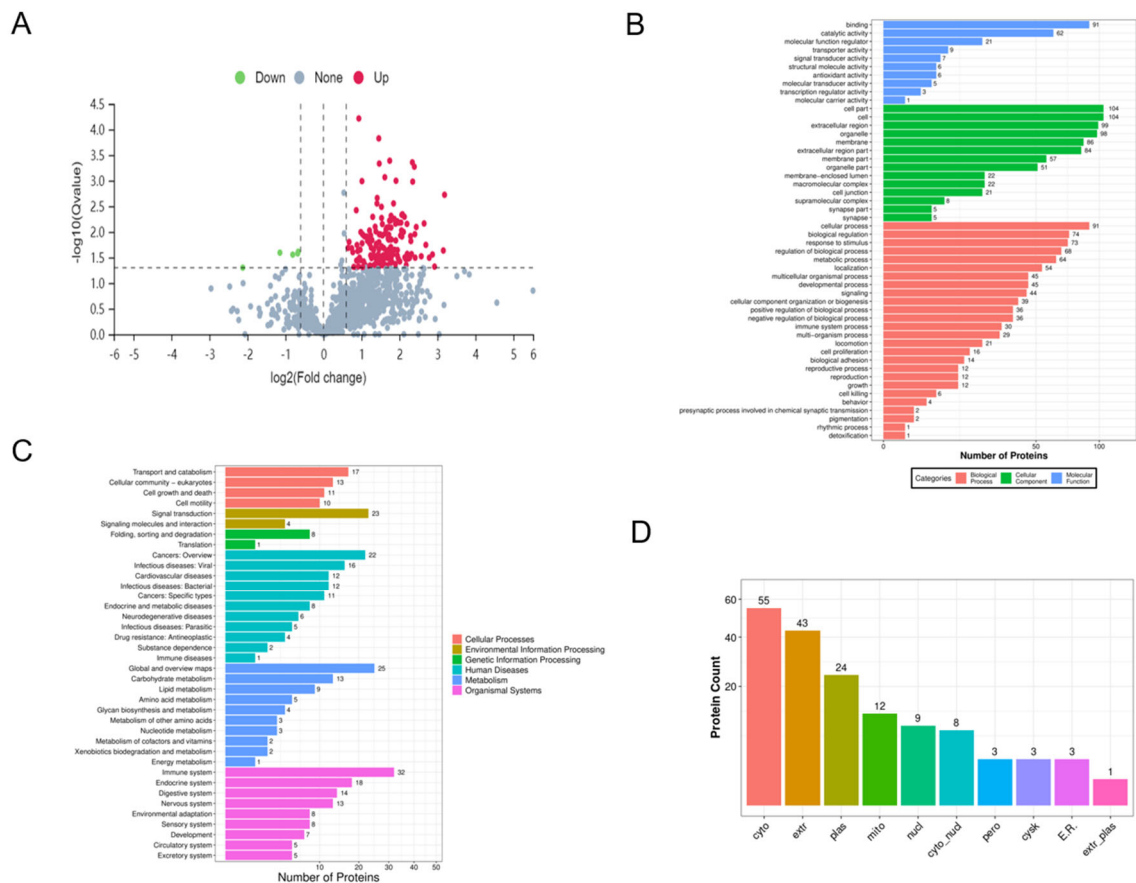 A
Down None Up
4.5
4.0
3.5
3.0
2.5
2.0
1.5
1.0
0.5
0.0
-log10(Qvalue)
-6 -5 -4 -3 -2 -1 0 1 2 3 4 5 6
log2(Fold change)
B
binding 91
catalytic activity 62
molecular function regulator 21
transporter activity 9
signal transducer activity 7
structural molecule activity 6
antioxidant activity 6
molecular transducer activity 5
transcription regulator activity 3
molecular carrier activity 1
cell part 104
cell 104
extracellular region 99
organelle 98
membrane 86
extracellular region part 84
membrane part 57
organelle part 51
membrane-enclosed lumen 22
macromolecular complex 22
cell junction 21
supramolecular complex 8
synapse part 5
synapse 5
cellular process 91
biological regulation 74
response to stimulus 73
regulation of biological process 68
metabolic process 64
localization 54
multicellular organismal process 45
developmental process 45
signaling 44
cellular component organization or biogenesis 39
positive regulation of biological process 36
negative regulation of biological process 36
immune system process 30
multi-organism process 29
locomotion 21
cell proliferation 16
biological adhesion 14
reproductive process 12
reproduction 12
growth 12
cell killing 6
behavior 4
presynaptic process involved in chemical synaptic transmission 2
pigmentation 2
rhythmic process 1
detoxification 1
0 50 100
Number of Proteins
Categories Biological Process Cellular Component Molecular Function
C
Transport and catabolism 17
Cellular community − eukaryotes 13
Cell growth and death 11
Cell motility 10
Signal transduction 23
Signaling molecules and interaction 4
Folding, sorting and degradation 8
Translation 1
Cancers: Overview 22
Infectious diseases: Viral 16
Cardiovascular diseases 12
Infectious diseases: Bacterial 12
Cancers: Specific types 11
Endocrine and metabolic diseases 8
Neurodegenerative diseases 6
Infectious diseases: Parasitic 5
Drug resistance: Antineoplastic 4
Substance dependence 2
Immune diseases 1
Global and overview maps 25
Carbohydrate metabolism 13
Lipid metabolism 9
Amino acid metabolism 5
Glycan biosynthesis and metabolism 4
Metabolism of other amino acids 3
Nucleotide metabolism 3
Metabolism of cofactors and vitamins 2
Xenobiotics biodegradation and metabolism 2
Energy metabolism 1
Immune system 32
Endocrine system 18
Digestive system 14
Nervous system 13
Environmental adaptation 8
Sensory system 8
Development 7
Circulatory system 5
Excretory system 5
10 20 30 40 50
Number of Proteins
Cellular Processes
Environmental Information Processing
Genetic Information Processing
Human Diseases
Metabolism
Organismal Systems
D
60
40
20
Protein Count
55 43 24 12 9 8 3 3 3 1
cyto extr plas mito nucl cyto_nucl pero cysk E.R. extr_plas